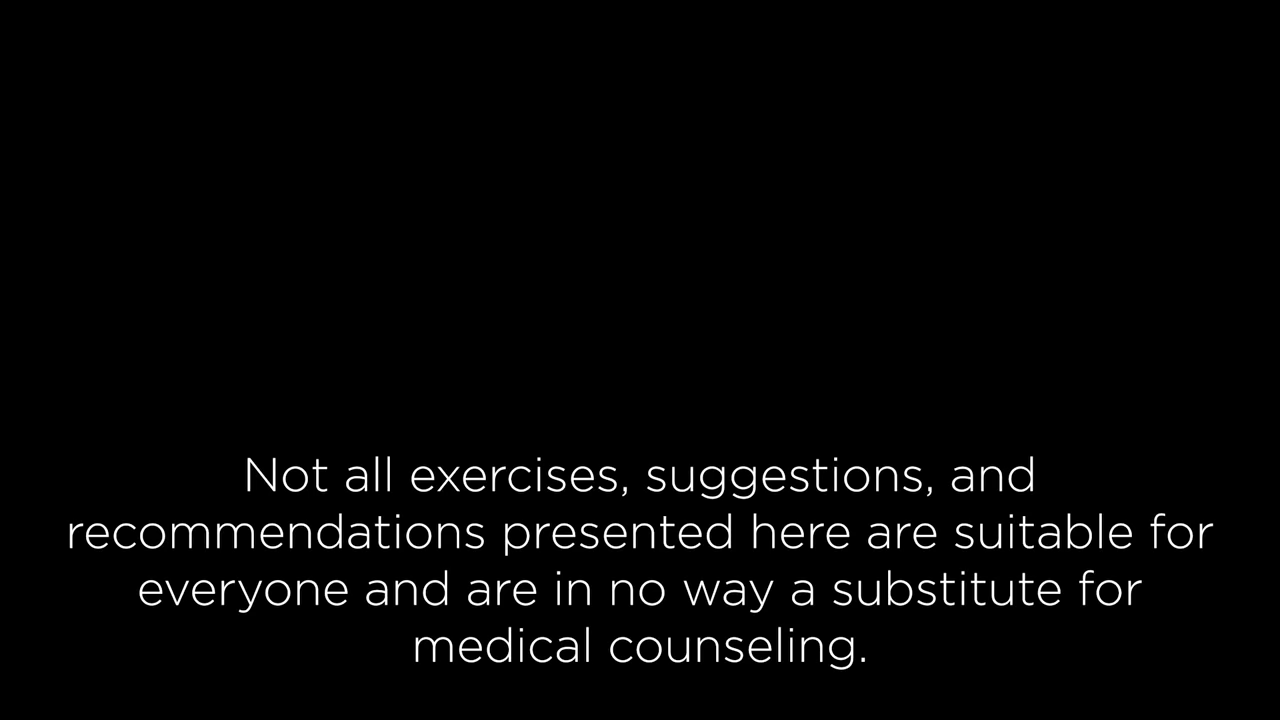 Not all exercises, suggestions, and
recommendations presented here are suitable for
everyone and are in no way a substitute for
medical counseling.